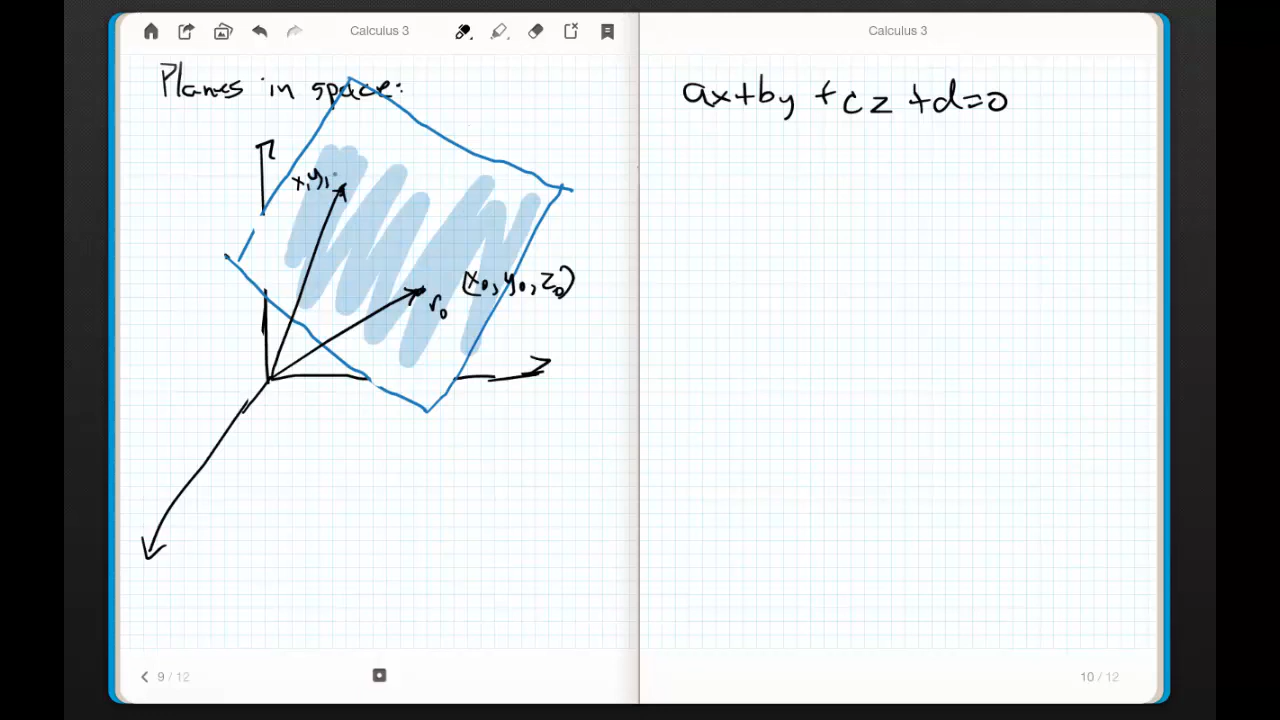 Calculus 3
Planes in space:
x,y,
(x₀, y₀, z₀)
r₀
9 / 12
Calculus 3
ax+by +cz +d=0
10 / 12